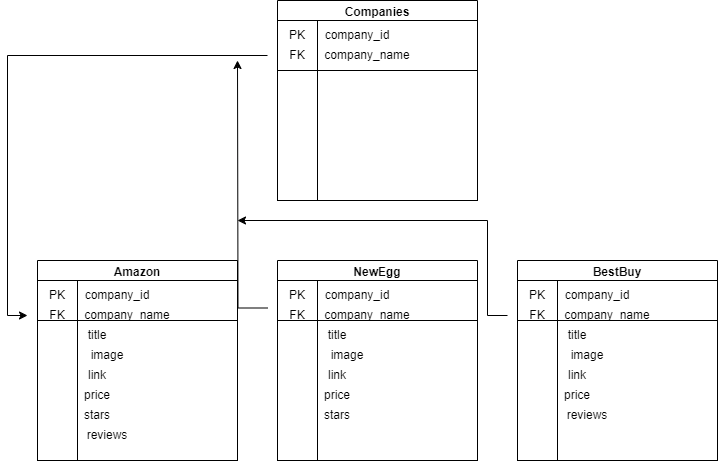 Companies
PK company_id
FK company_name
Amazon
PK company_id
FK company_name
title
image
link
price
stars
reviews
NewEgg
PK company_id
FK company_name
title
image
link
price
stars
BestBuy
PK company_id
FK company_name
title
image
link
price
reviews